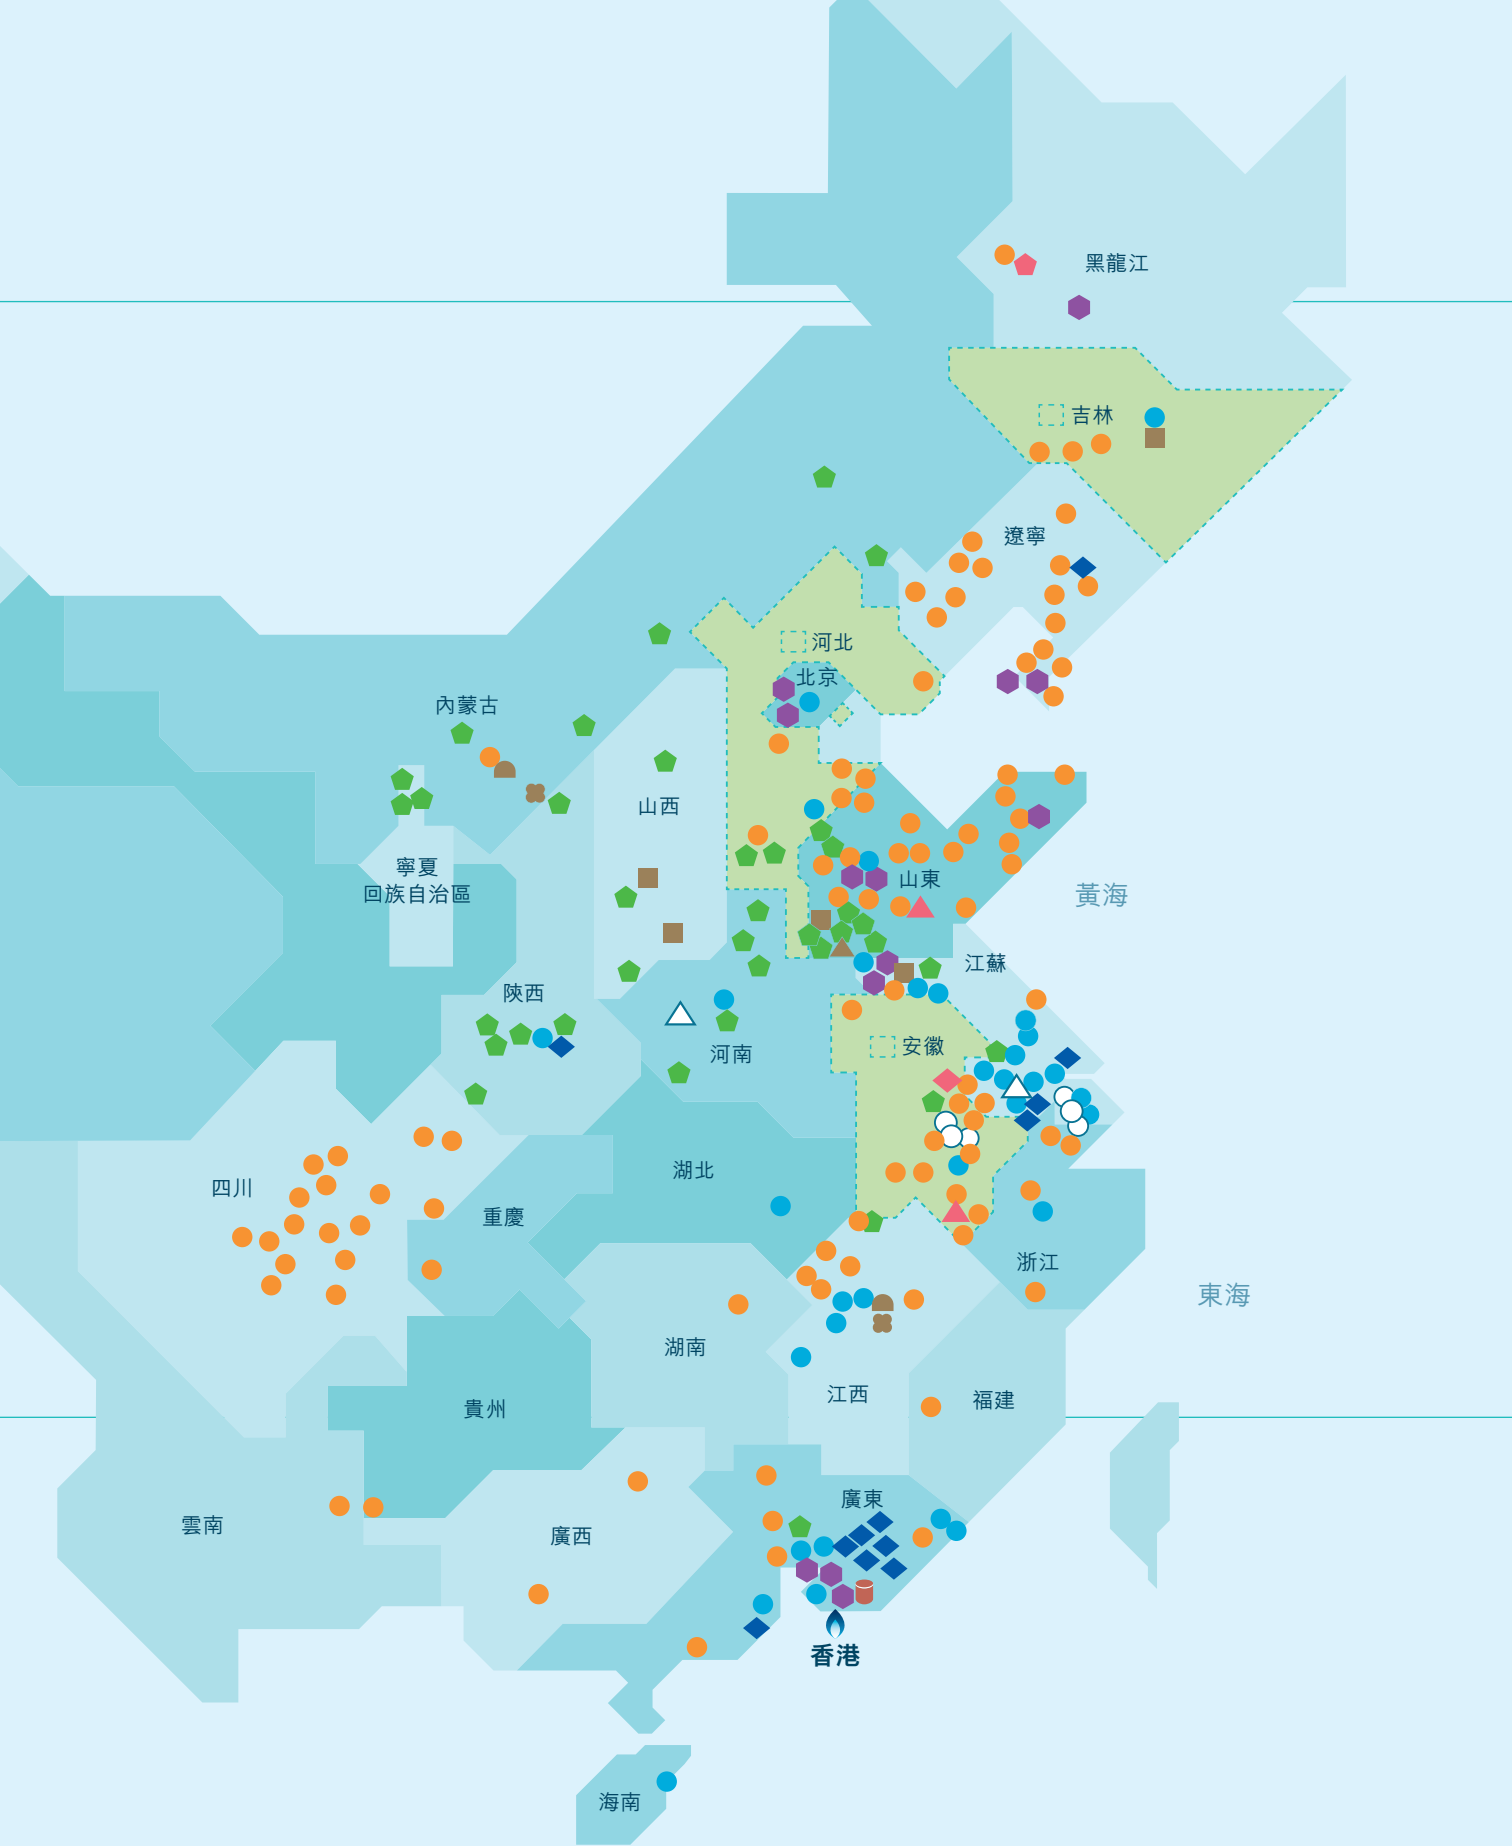 黑龍江
吉林
遼寧
河北
北京
內蒙古
山西
寧夏
回族自治區
山東
黃海
江蘇
陝西
河南
安徽
湖北
四川
重慶
浙江
東海
湖南
江西
福建
貴州
廣東
雲南
廣西
香港
海南